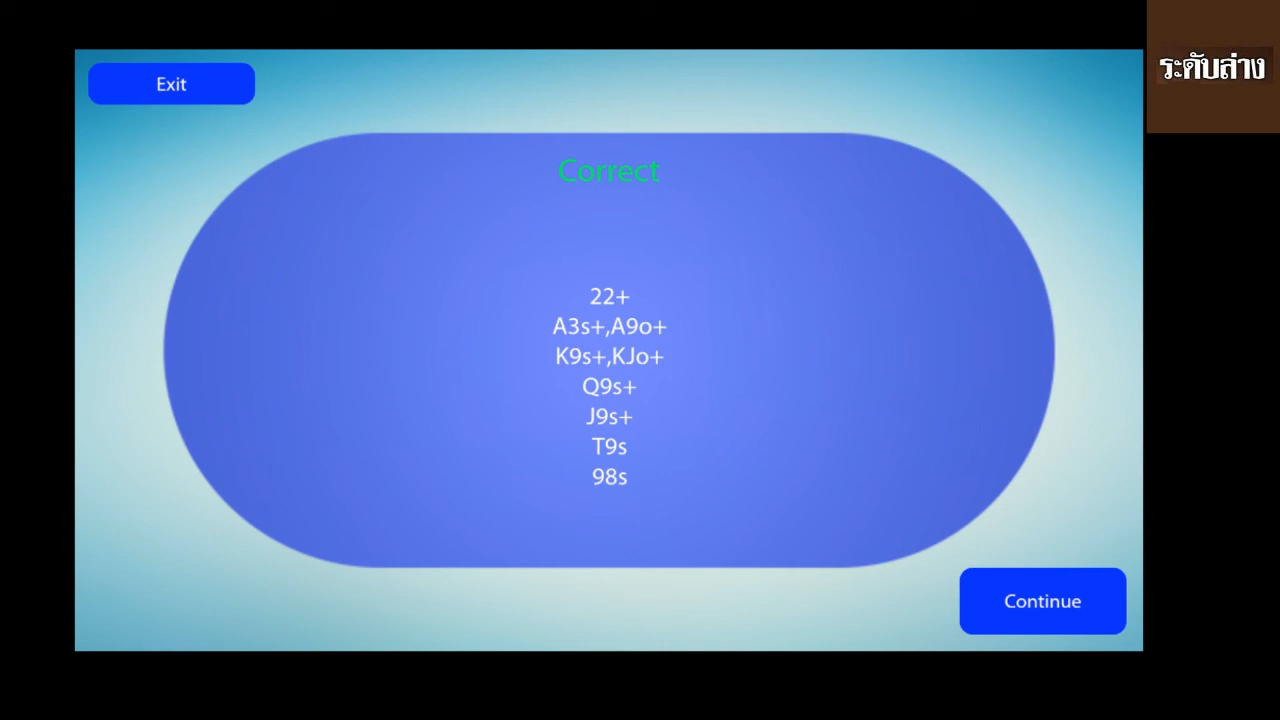 Exit
ระดับล่าง
Correct
22+
A3s+,A9o+
K9s+,KJo+
Q9s+
J9s+
T9s
98s
Continue